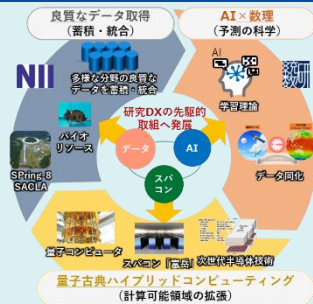 良質なデータ取得
(蓄積・統合)
AI×数理
(予測の科学)
NII
多様な分野の良質な
データを蓄積・統合
AI
数研
学習理論
研究DXの先駆的
取組へ発展
バイオ
リソース
データ
AI
スパ
コン
SPring-8
SACLA
データ同化
量子コンピュータ
スパコン「富岳」
次世代半導体技術
量子古典ハイブリッドコンピューティング
(計算可能領域の拡張)